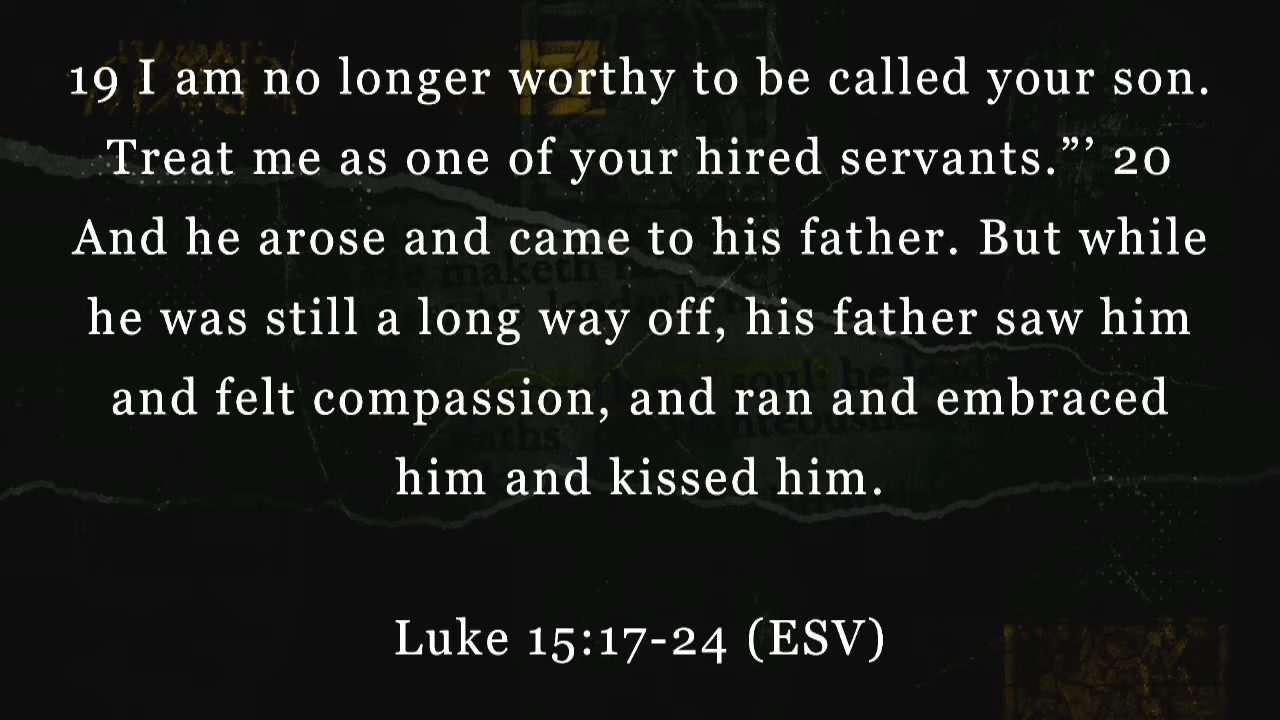 19 I am no longer worthy to be called your son.
Treat me as one of your hired servants.”’ 20
And he arose and came to his father. But while
he was still a long way off, his father saw him
and felt compassion, and ran and embraced
him and kissed him.
Luke 15:17-24 (ESV)